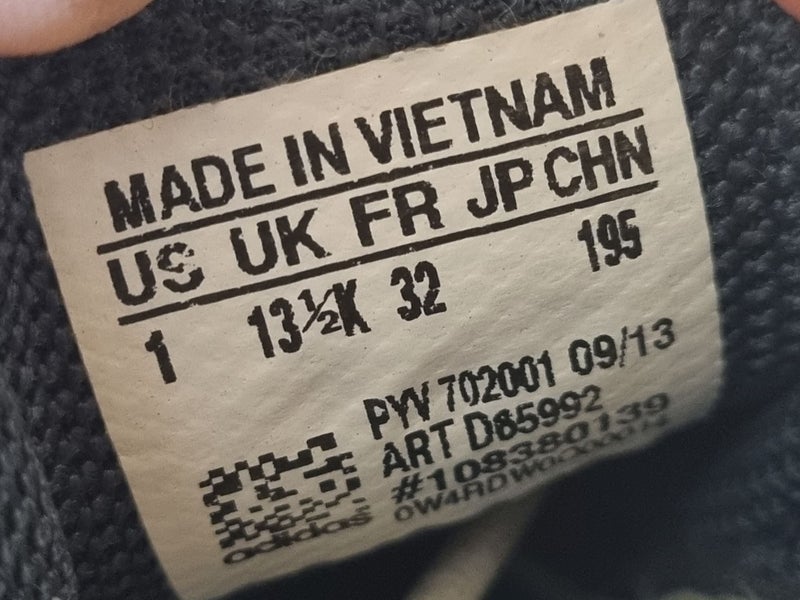 MADE IN VIETNAM
US UK FR JP CHN
1 13½K 32 195
PYV 702001 09/13
ART D65992
#108380139
adidas